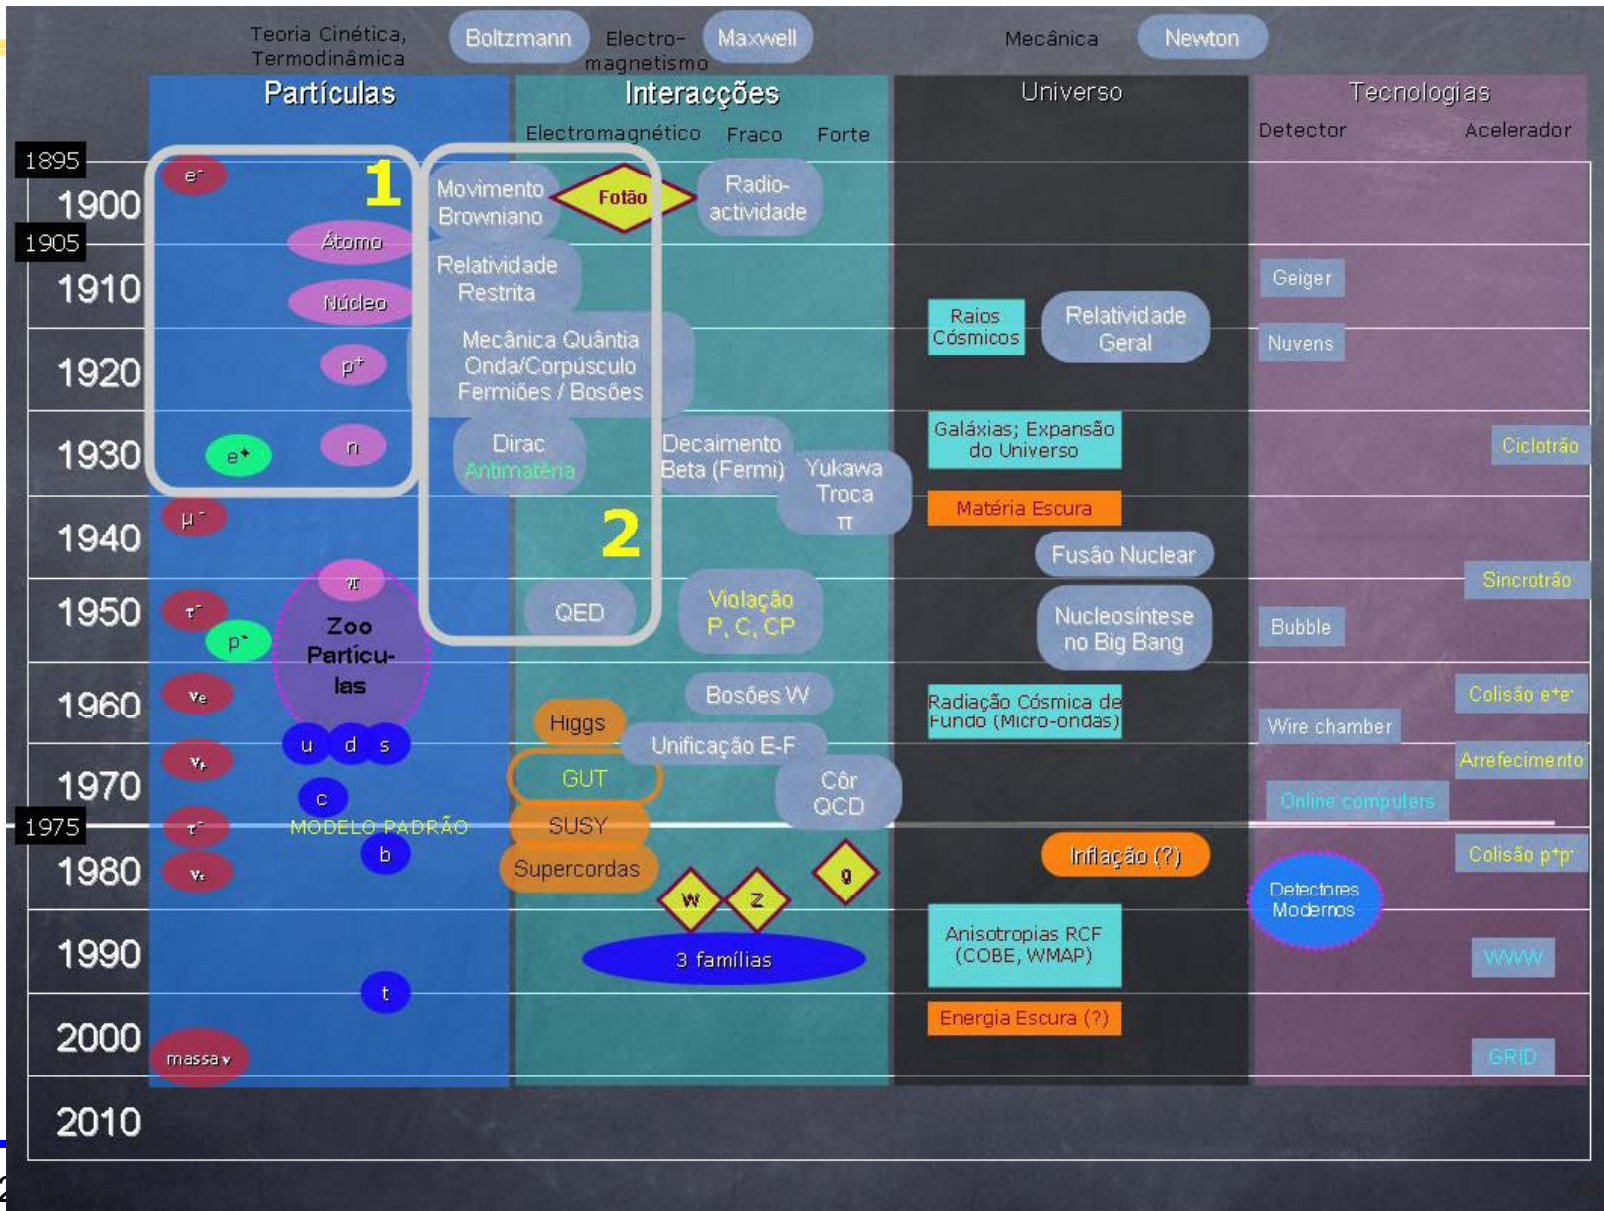 Teoria Cinética,
Termodinâmica
Boltzmann
Electro-
magnetismo
Maxwell
Mecânica
Newton
Partículas
Interacções
Universo
Tecnologias
Electromagnético
Fraco
Forte
Detector
Acelerador
1895
1900
1905
1910
1920
1930
1940
1950
1960
1970
1975
1980
1990
2000
2010
e-
1
Átomo
Núcleo
p+
n
e+
μ-
π
Zoo
Partícu-
las
τ-
p-
νe
u
d
s
νμ
c
MODELO PADRÃO
τ-
b
ντ
t
massa ν
Movimento
Browniano
Fotão
Radio-
actividade
Relatividade
Restrita
Mecânica Quântia
Onda/Corpúsculo
Fermiões / Bosões
Dirac
Antimatéria
Decaimento
Beta (Fermi)
Yukawa
Troca
π
2
QED
Violação
P, C, CP
Bosões W
Higgs
Unificação E-F
GUT
Côr
QCD
SUSY
Supercordas
W
Z
g
3 famílias
Raios
Cósmicos
Relatividade
Geral
Galáxias; Expansão
do Universo
Matéria Escura
Fusão Nuclear
Nucleosíntese
no Big Bang
Radiação Cósmica de
Fundo (Micro-ondas)
Inflação (?)
Anisotropias RCF
(COBE, WMAP)
Energia Escura (?)
Geiger
Nuvens
Ciclotrão
Sincrotrão
Bubble
Colisão e+e-
Wire chamber
Arrefecimento
Online computers
Colisão p+p-
Detectores
Modernos
WWW
GRID
2